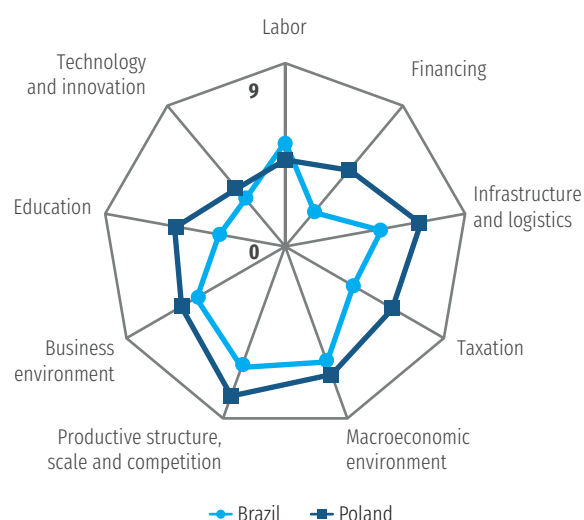 Labor
Technology
and innovation
9
Financing
Education
Infrastructure
and logistics
0
Business
environment
Taxation
Productive structure,
scale and competition
Macroeconomic
environment
Brazil
Poland